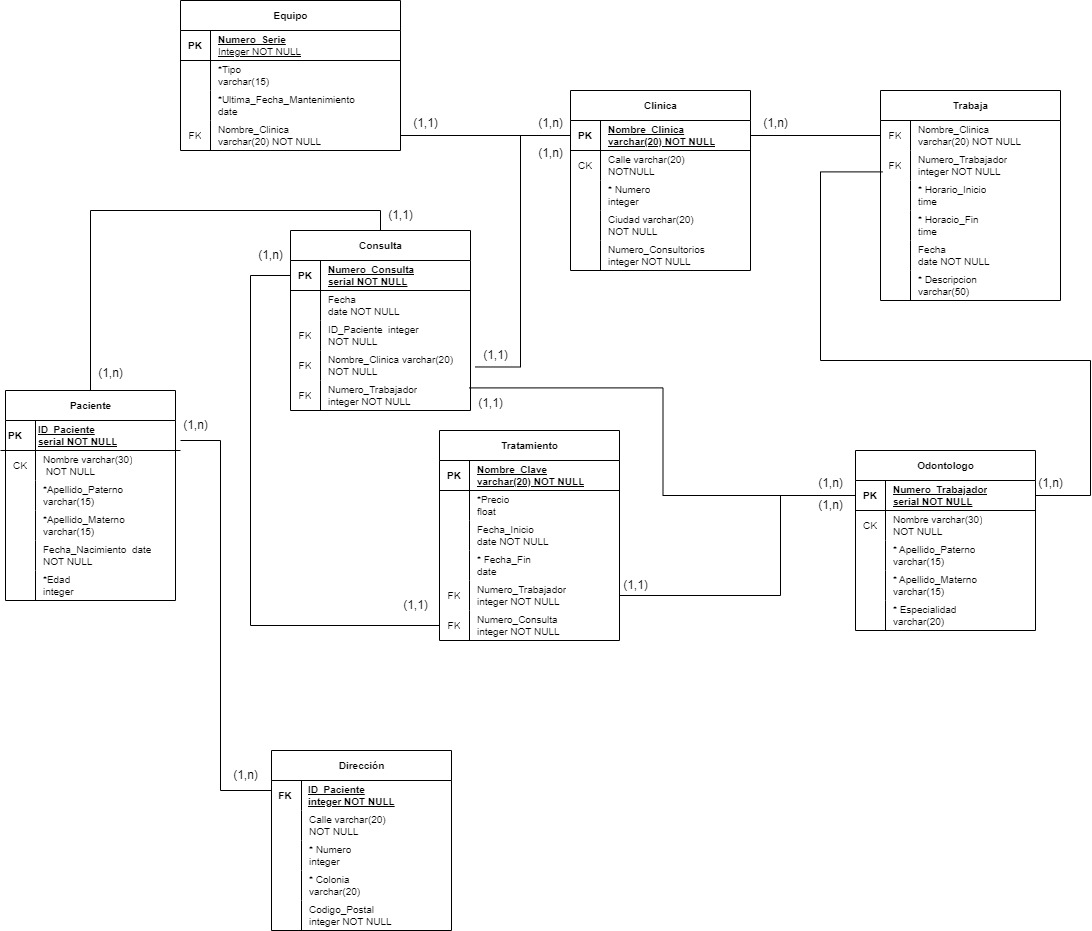 Equipo
PK
Numero_Serie
Integer NOT NULL
*Tipo
varchar(15)
*Ultima_Fecha_Mantenimiento
date
FK
Nombre_Clinica
varchar(20) NOT NULL
(1,1)
(1,n)
(1,n)
Clinica
PK
Nombre_Clinica
varchar(20) NOT NULL
CK
Calle varchar(20)
NOTNULL
* Numero
integer
Ciudad varchar(20)
NOT NULL
Numero_Consultorios
integer NOT NULL
(1,n)
Trabaja
FK
Nombre_Clinica
varchar(20) NOT NULL
FK
Numero_Trabajador
integer NOT NULL
* Horario_Inicio
time
* Horacio_Fin
time
Fecha
date NOT NULL
* Descripcion
varchar(50)
(1,1)
(1,n)
Consulta
PK
Numero_Consulta
serial NOT NULL
Fecha
date NOT NULL
FK
ID_Paciente integer
NOT NULL
FK
Nombre_Clinica varchar(20)
NOT NULL
FK
Numero_Trabajador
integer NOT NULL
(1,1)
(1,1)
(1,n)
Paciente
PK
ID_Paciente
serial NOT NULL
CK
Nombre varchar(30)
NOT NULL
*Apellido_Paterno
varchar(15)
*Apellido_Materno
varchar(15)
Fecha_Nacimiento date
NOT NULL
*Edad
integer
(1,n)
Tratamiento
PK
Nombre_Clave
varchar(20) NOT NULL
*Precio
float
Fecha_Inicio
date NOT NULL
* Fecha_Fin
date
FK
Numero_Trabajador
integer NOT NULL
FK
Numero_Consulta
integer NOT NULL
(1,1)
(1,1)
(1,n)
(1,n)
Odontologo
PK
Numero_Trabajador
serial NOT NULL
CK
Nombre varchar(30)
NOT NULL
* Apellido_Paterno
varchar(15)
* Apellido_Materno
varchar(15)
* Especialidad
varchar(20)
(1,n)
(1,n)
Dirección
FK
ID_Paciente
integer NOT NULL
Calle varchar(20)
NOT NULL
* Numero
integer
* Colonia
varchar(20)
Codigo_Postal
integer NOT NULL